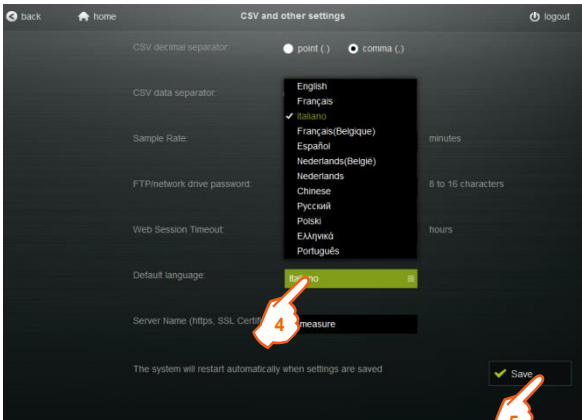 back home CSV and other settings logout
CSV decimal separator: point (.) comma (,)
CSV data separator:
English
Français
Italiano
Français(Belgique)
Español
Nederlands(België)
Nederlands
Chinese
Русский
Polski
Ελληνικά
Português
Sample Rate: minutes
FTP/network drive password: 8 to 16 characters
Web Session Timeout: hours
Default language: Italiano
Server Name (https, SSL measure
4
The system will restart automatically when settings are saved
Save
5